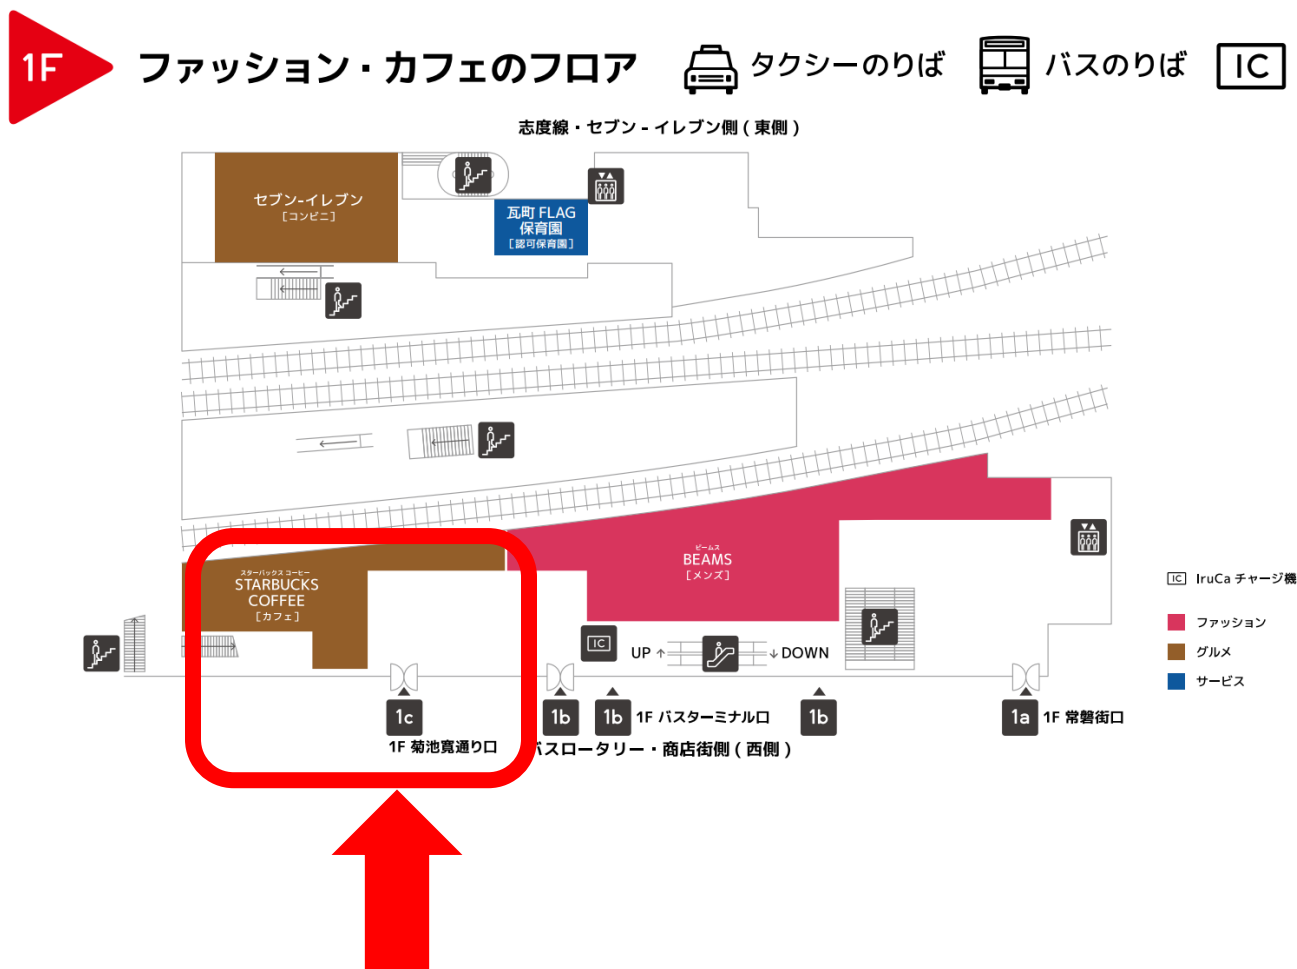 1F
ファッション・カフェのフロア
タクシーのりば
バスのりば
IC
志度線・セブン - イレブン側 ( 東側 )
セブン-イレブン
［コンビニ］
瓦町 FLAG
保育園
［認可保育園］
スターバックス コーヒー
STARBUCKS
COFFEE
［カフェ］
ビームス
BEAMS
［メンズ］
IC
UP
DOWN
IC IruCa チャージ機
ファッション
グルメ
サービス
1c
1F 菊池寛通り口
1b
1b
1F バスターミナル口
1b
1a
1F 常磐街口
バスロータリー・商店街側 ( 西側 )